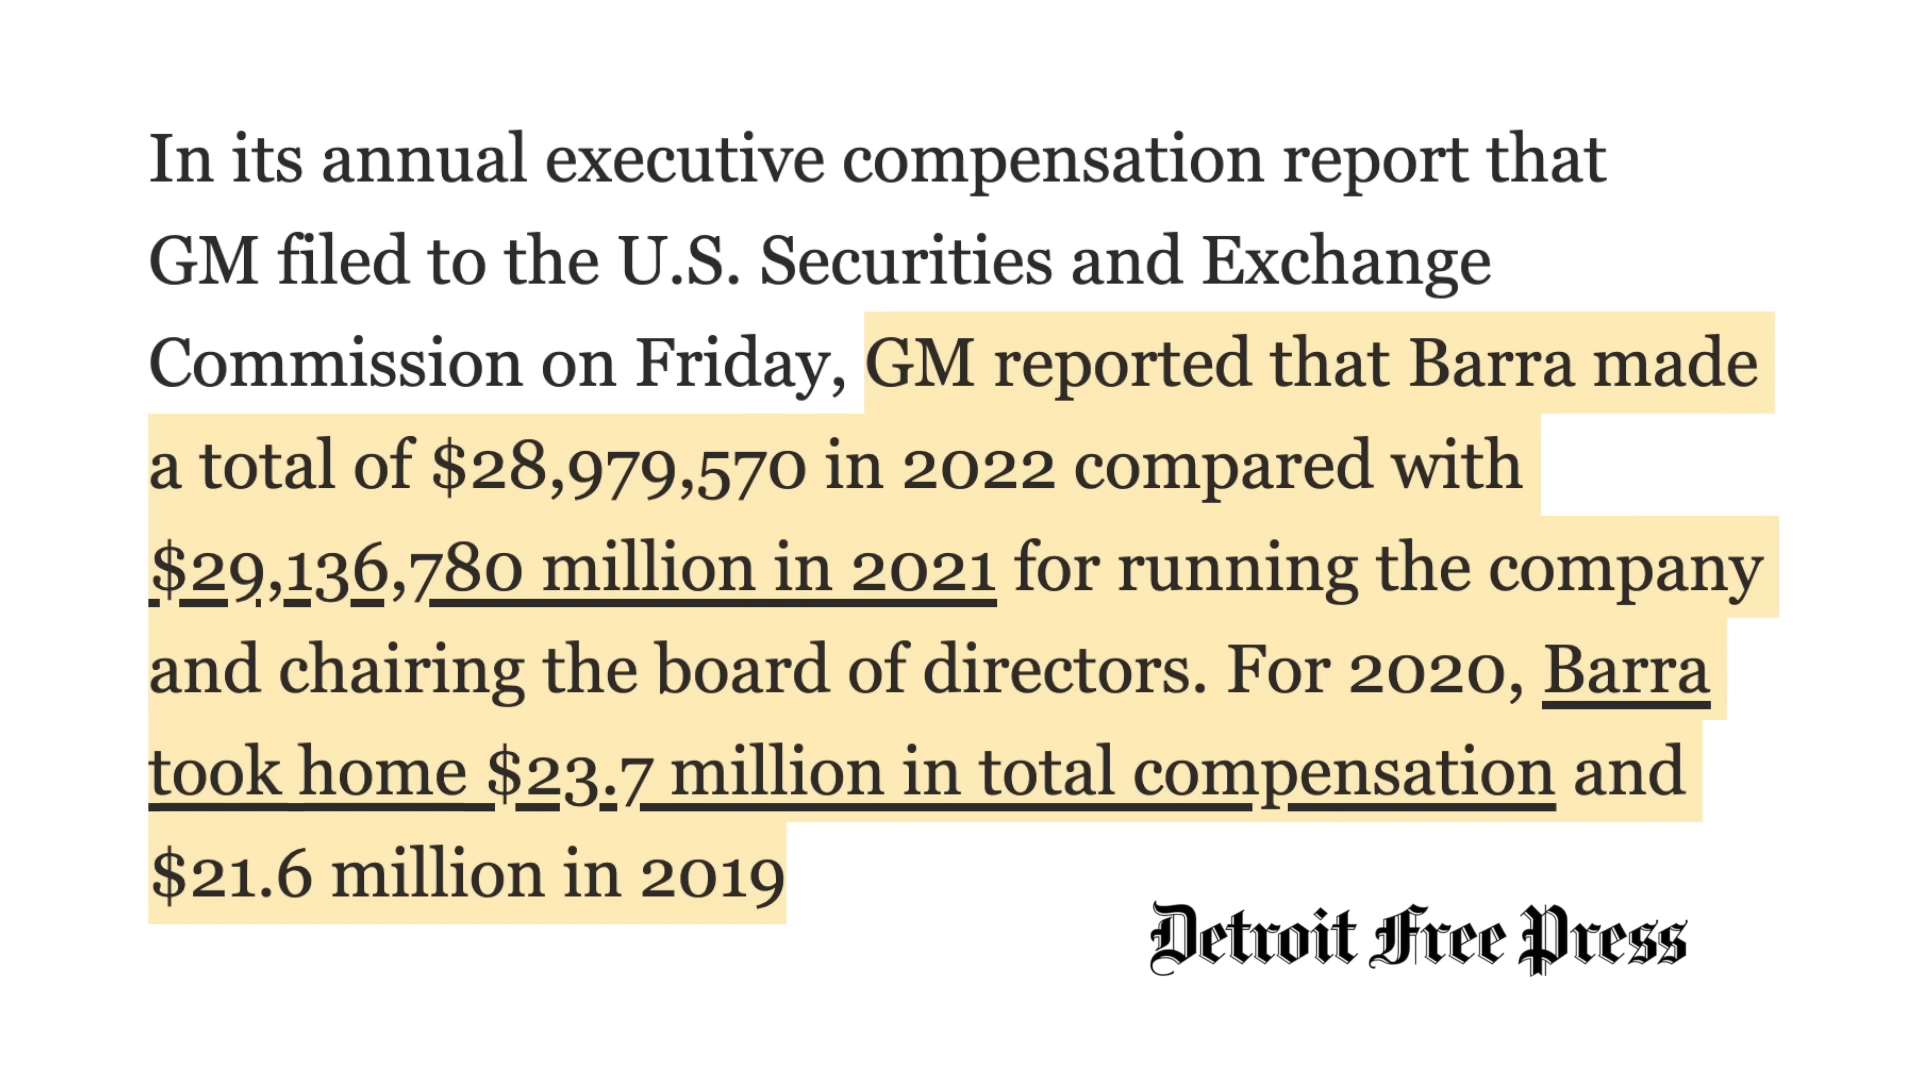 In its annual executive compensation report that
GM filed to the U.S. Securities and Exchange
Commission on Friday, GM reported that Barra made
a total of $28,979,570 in 2022 compared with
$29,136,780 million in 2021 for running the company
and chairing the board of directors. For 2020, Barra
took home $23.7 million in total compensation and
$21.6 million in 2019
Detroit Free Press